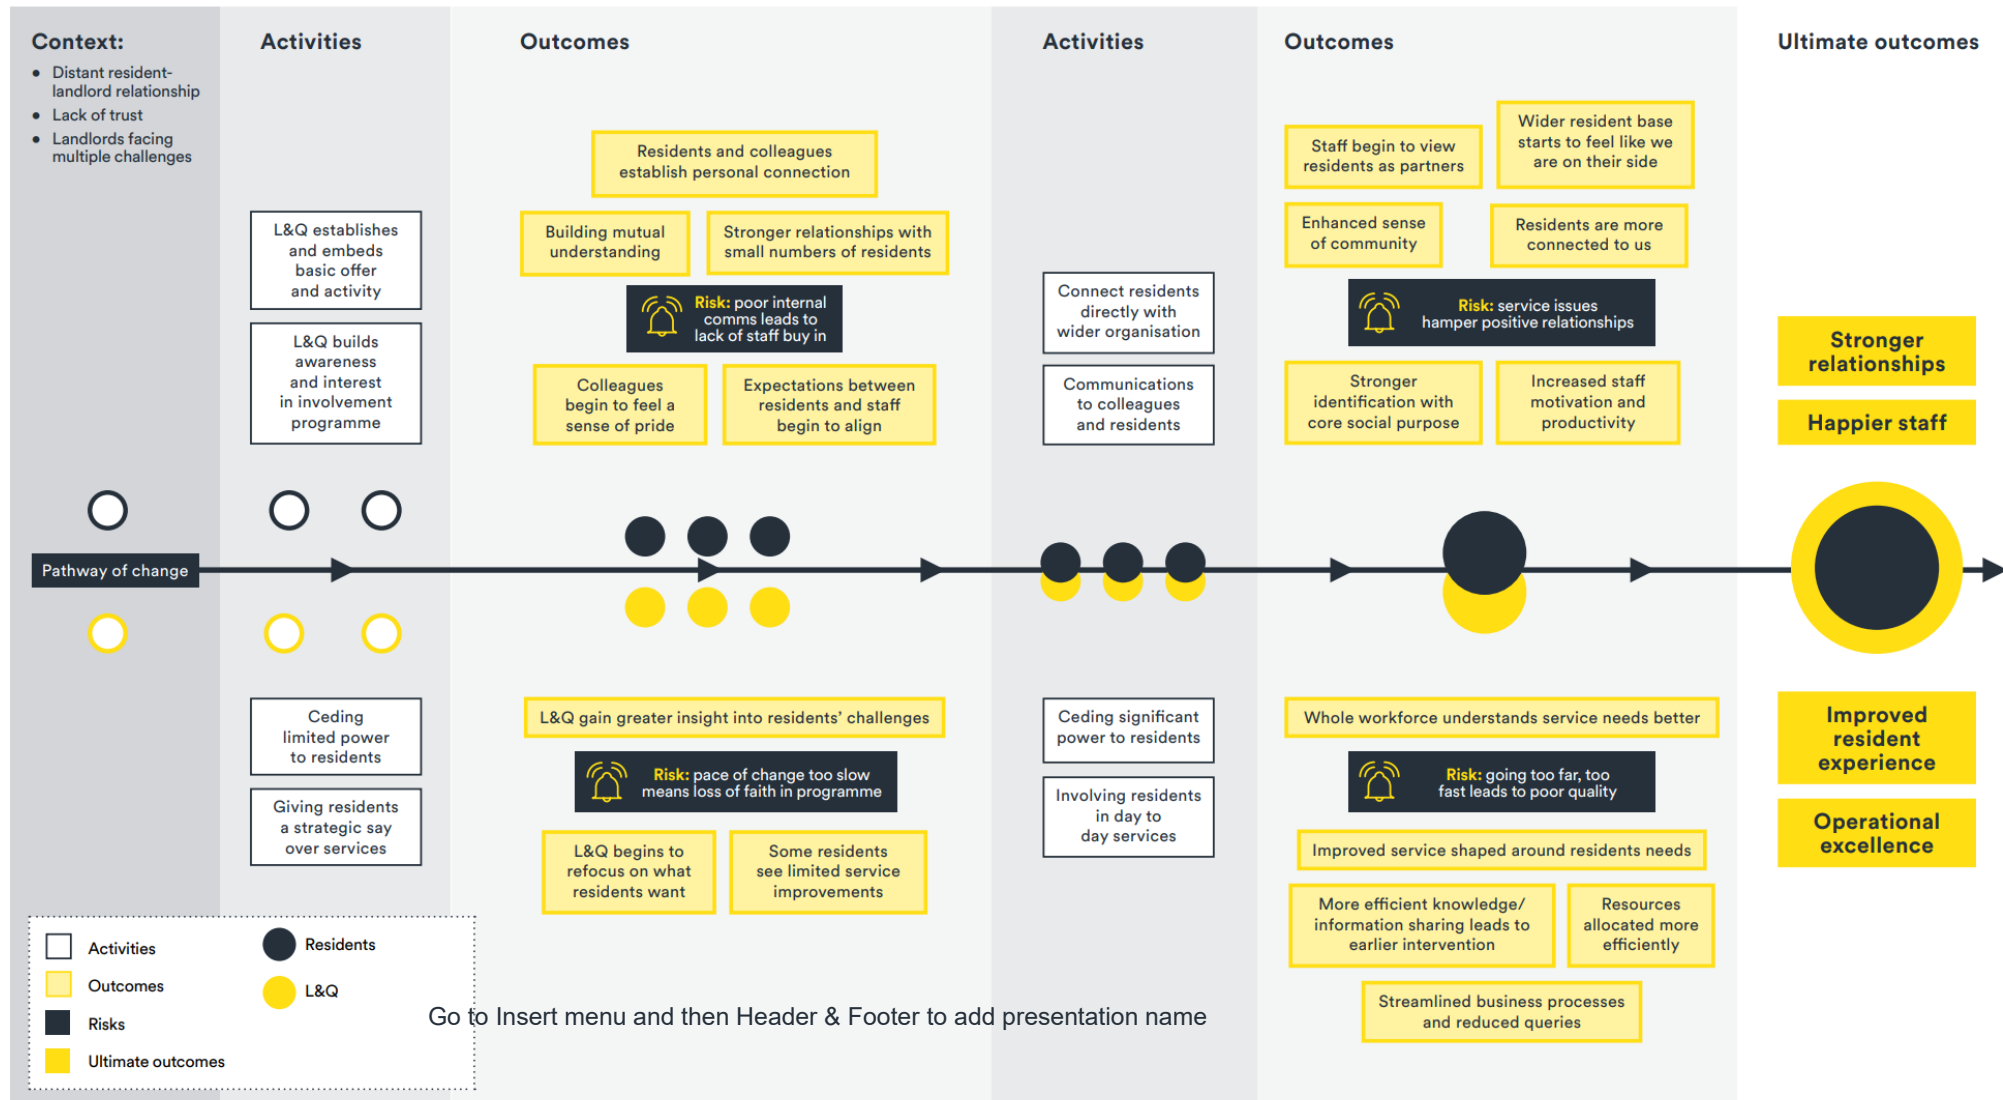 Context:
• Distant resident-
landlord relationship
• Lack of trust
• Landlords facing
multiple challenges
Activities
L&Q establishes
and embeds
basic offer
and activity
L&Q builds
awareness
and interest
in involvement
programme
Outcomes
Residents and colleagues
establish personal connection
Building mutual
understanding
Stronger relationships with
small numbers of residents
Risk: poor internal
comms leads to
lack of staff buy in
Colleagues
begin to feel a
sense of pride
Expectations between
residents and staff
begin to align
Activities
Connect residents
directly with
wider organisation
Communications
to colleagues
and residents
Outcomes
Staff begin to view
residents as partners
Wider resident base
starts to feel like we
are on their side
Enhanced sense
of community
Residents are more
connected to us
Risk: service issues
hamper positive relationships
Stronger
identification with
core social purpose
Increased staff
motivation and
productivity
Ultimate outcomes
Stronger
relationships
Happier staff
Pathway of change
Ceding
limited power
to residents
Giving residents
a strategic say
over services
L&Q gain greater insight into residents’ challenges
Risk: pace of change too slow
means loss of faith in programme
L&Q begins to
refocus on what
residents want
Some residents
see limited service
improvements
Ceding significant
power to residents
Involving residents
in day to
day services
Whole workforce understands service needs better
Risk: going too far, too
fast leads to poor quality
Improved service shaped around residents needs
More efficient knowledge/
information sharing leads to
earlier intervention
Resources
allocated more
efficiently
Streamlined business processes
and reduced queries
Improved
resident
experience
Operational
excellence
Activities
Outcomes
Risks
Ultimate outcomes
Residents
L&Q
Go to Insert menu and then Header & Footer to add presentation name